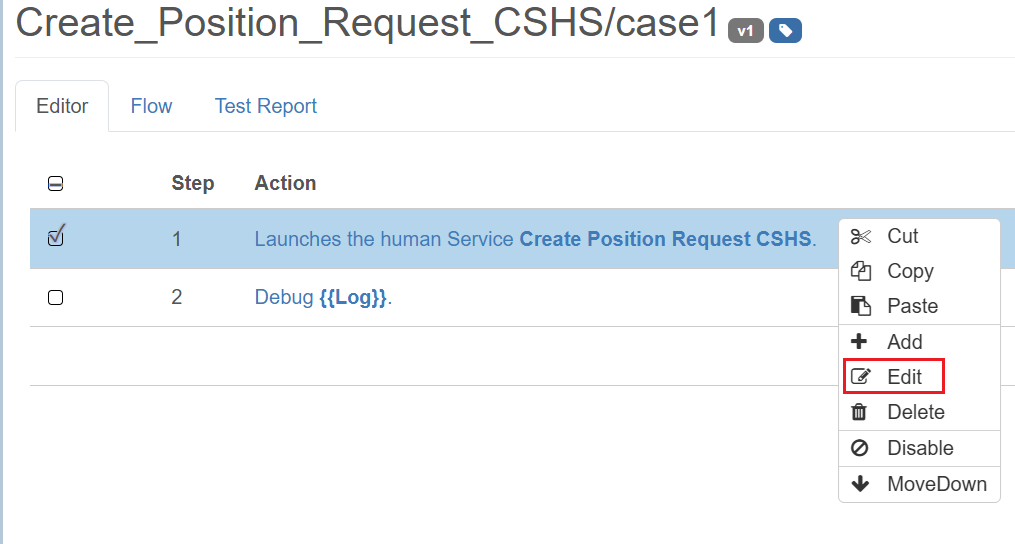 Create_Position_Request_CSHS/case1 v1
Editor Flow Test Report
Step Action
1 Launches the human Service Create Position Request CSHS.
2 Debug {{Log}}.
Cut
Copy
Paste
Add
Edit
Delete
Disable
MoveDown